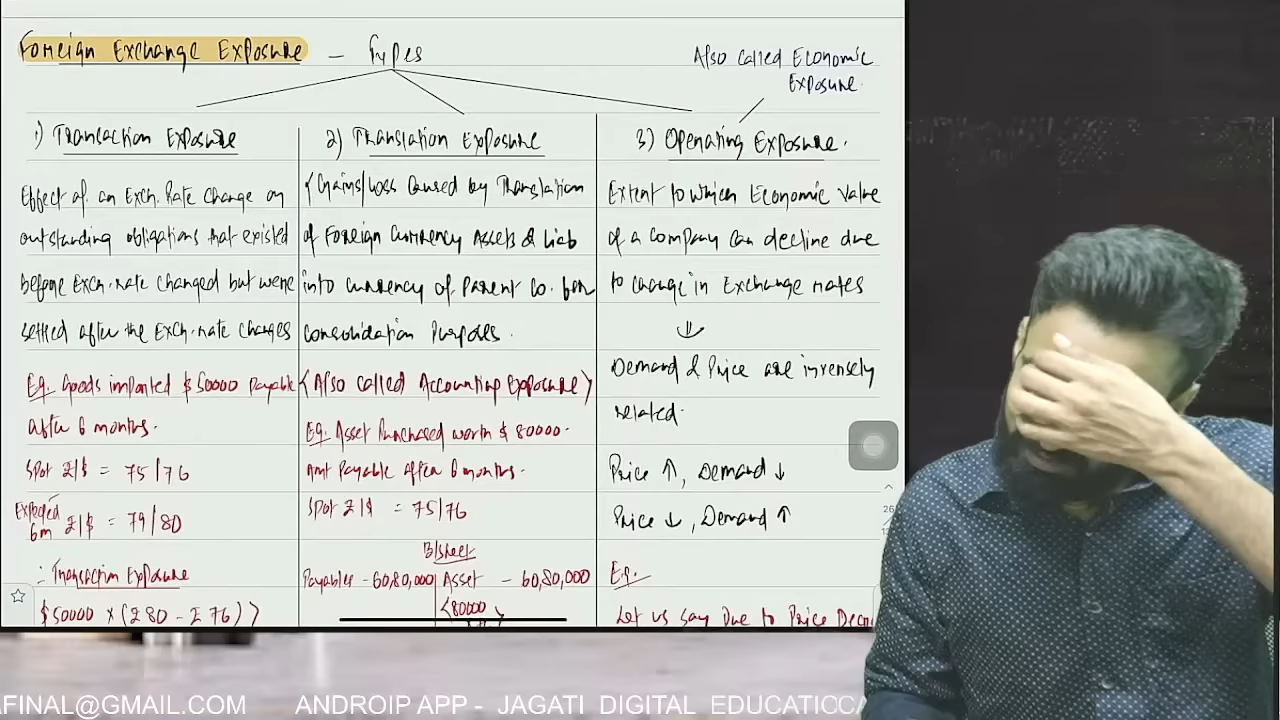 Foreign Exchange Exposure – Types
Also called Economic
Exposure.
1) Transaction Exposure
Effect of an Exch. Rate change on
outstanding obligations that existed
before Exch. rate changed but were
settled after the Exch. rate changes
Eg. Goods imported $50000 payable
after 6 months.
Spot ₹/$ = 75/76
Expected
6m ₹/$ = 79/80
∴ Transaction Exposure
$50000 x (₹80 - ₹76)
2) Translation Exposure
Gains/Loss caused by Translation
of Foreign Currency Assets & Liab
into currency of Parent Co. for
consolidation Purposes.
(Also called Accounting Exposure)
Eg. Asset Purchased worth $80000.
Amt Payable after 6 months.
Spot ₹/$ = 75/76
B/sheet
Payables - 60,80,000 Asset - 60,80,000
(80000
3) Operating Exposure.
Extent to which Economic Value
of a company can decline due
to change in Exchange rates
⇓
Demand & Price are inversely
related.
Price ↑, Demand ↓
Price ↓, Demand ↑
Eg.
Let us say Due to Price
26
AFINAL@GMAIL.COM ANDROIP APP - JAGATI DIGITAL